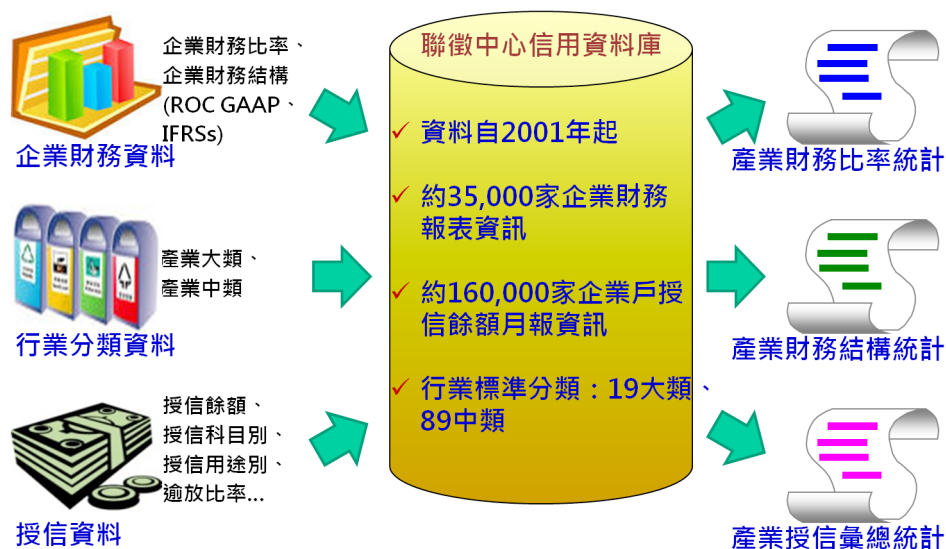 企業財務比率、
企業財務結構
(ROC GAAP、
IFRSs)
企業財務資料
產業大類、
產業中類
行業分類資料
授信餘額、
授信科目別、
授信用途別、
逾放比率...
授信資料
聯徵中心信用資料庫
✓ 資料自2001年起
✓ 約35,000家企業財務
報表資訊
✓ 約160,000家企業戶授
信餘額月報資訊
✓ 行業標準分類：19大類、
89中類
產業財務比率統計
產業財務結構統計
產業授信彙總統計